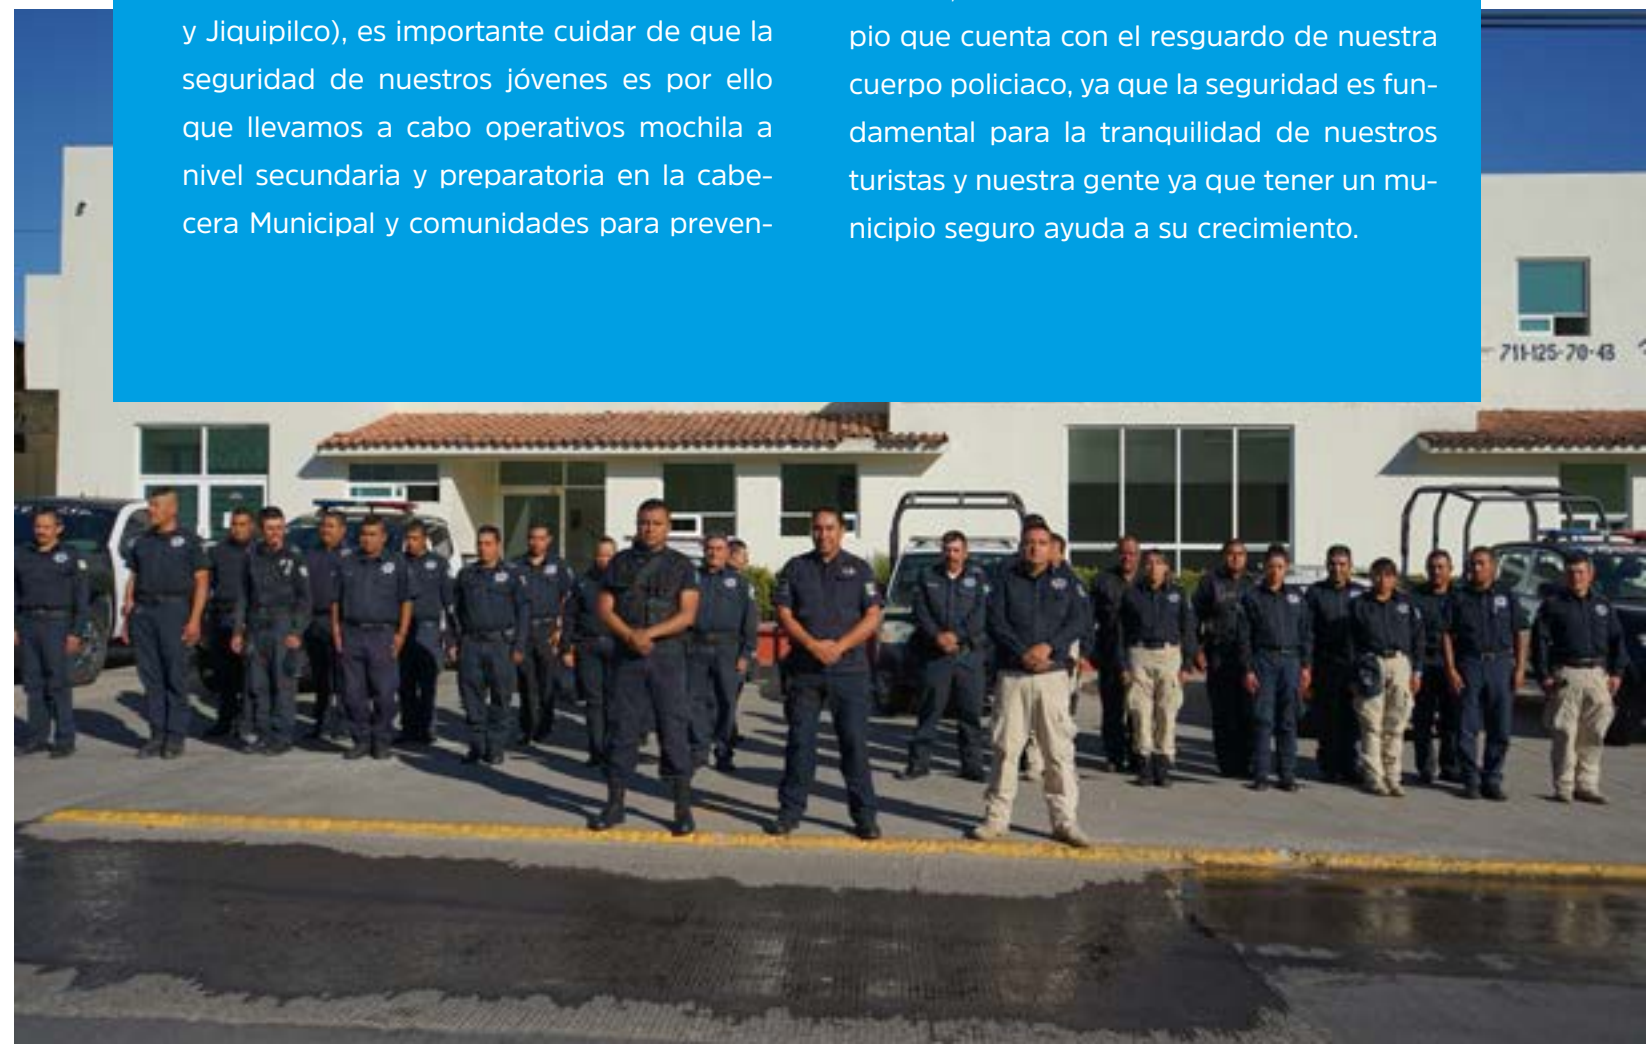 y Jiquipilco), es importante cuidar de que la
seguridad de nuestros jóvenes es por ello
que llevamos a cabo operativos mochila a
nivel secundaria y preparatoria en la cabe-
cera Municipal y comunidades para preven-
pio que cuenta con el resguardo de nuestra
cuerpo policiaco, ya que la seguridad es fun-
damental para la tranquilidad de nuestros
turistas y nuestra gente ya que tener un mu-
nicipio seguro ayuda a su crecimiento.
711-125-70-43